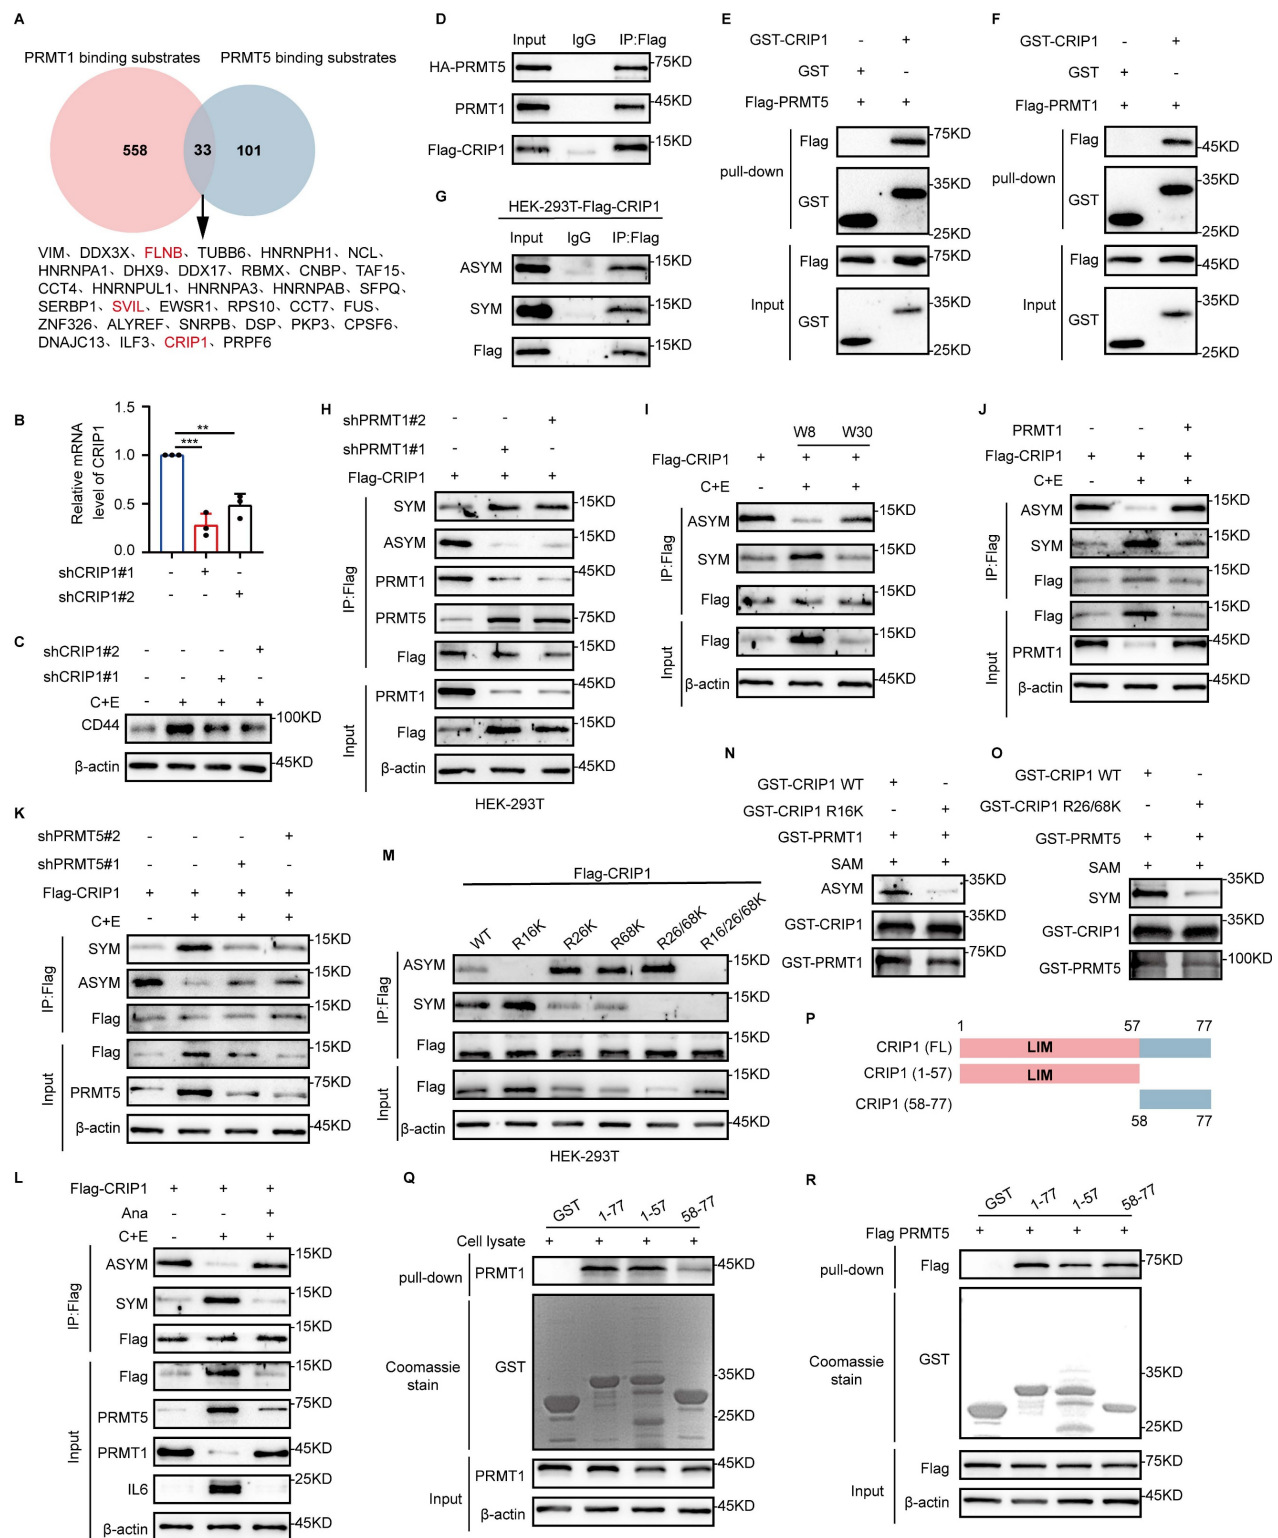 A
PRMT1 binding substrates PRMT5 binding substrates
558 33 101
VIM、DDX3X、FLNB、TUBB6、HNRNPH1、NCL、
HNRNPA1、DHX9、DDX17、RBMX、CNBP、TAF15、
CCT4、HNRNPUL1、HNRNPA3、HNRNPAB、SFPQ、
SERBP1、SVIL、EWSR1、RPS10、CCT7、FUS、
ZNF326、ALYREF、SNRPB、DSP、PKP3、CPSF6、
DNAJC13、ILF3、CRIP1、PRPF6
B
Relative mRNA
level of CRIP1
1.5
1.0
0.5
0.0
**
***
shCRIP1#1 - + -
shCRIP1#2 - - +
C
shCRIP1#2 - - - +
shCRIP1#1 - - + -
C+E - + + +
CD44 100KD
β-actin 45KD
D
Input IgG IP:Flag
HA-PRMT5 75KD
PRMT1 45KD
Flag-CRIP1 15KD
E
GST-CRIP1 - +
GST + -
Flag-PRMT5 + +
pull-down
Flag 75KD
GST 35KD
25KD
Input
Flag 75KD
GST 35KD
25KD
F
GST-CRIP1 - +
GST + -
Flag-PRMT1 + +
pull-down
Flag 45KD
GST 35KD
25KD
Input
Flag 45KD
GST 35KD
25KD
G
HEK-293T-Flag-CRIP1
Input IgG IP:Flag
ASYM 15KD
SYM 15KD
Flag 15KD
H
shPRMT1#2 - - +
shPRMT1#1 - + -
Flag-CRIP1 + + +
IP:Flag
SYM 15KD
ASYM 15KD
PRMT1 45KD
PRMT5 75KD
Flag 15KD
Input
PRMT1 45KD
Flag 15KD
β-actin 45KD
HEK-293T
I
W8 W30
Flag-CRIP1 + + +
C+E - + +
IP:Flag
ASYM 15KD
SYM 15KD
Flag 15KD
Input
Flag 15KD
β-actin 45KD
J
PRMT1 - - +
Flag-CRIP1 + + +
C+E - + +
IP:Flag
ASYM 15KD
SYM 15KD
Flag 15KD
Input
Flag 15KD
PRMT1 45KD
β-actin 45KD
K
shPRMT5#2 - - - +
shPRMT5#1 - - + -
Flag-CRIP1 + + + +
C+E - + + +
IP:Flag
SYM 15KD
ASYM 15KD
Flag 15KD
Input
Flag 15KD
PRMT5 75KD
β-actin 45KD
L
Flag-CRIP1 + + +
Ana - - +
C+E - + +
IP:Flag
ASYM 15KD
SYM 15KD
Flag 15KD
Input
Flag 15KD
PRMT5 75KD
PRMT1 45KD
IL6 25KD
β-actin 45KD
M
Flag-CRIP1
WT R16K R26K R68K R26/68K R16/26/68K
IP:Flag
ASYM 15KD
SYM 15KD
Flag 15KD
Input
Flag 15KD
β-actin 45KD
HEK-293T
N
GST-CRIP1 WT + -
GST-CRIP1 R16K - +
GST-PRMT1 + +
SAM + +
ASYM 35KD
GST-CRIP1 35KD
GST-PRMT1 75KD
O
GST-CRIP1 WT + -
GST-CRIP1 R26/68K - +
GST-PRMT5 + +
SAM + +
SYM 35KD
GST-CRIP1 35KD
GST-PRMT5 100KD
P
1 57 77
CRIP1 (FL) LIM
CRIP1 (1-57) LIM
CRIP1 (58-77)
58 77
Q
GST 1-77 1-57 58-77
Cell lysate + + + +
pull-down PRMT1 45KD
Coomassie
stain
GST 35KD
25KD
Input
PRMT1 45KD
β-actin 45KD
R
GST 1-77 1-57 58-77
Flag PRMT5 + + + +
pull-down Flag 75KD
Coomassie
stain
GST 35KD
25KD
Input
Flag 75KD
β-actin 45KD